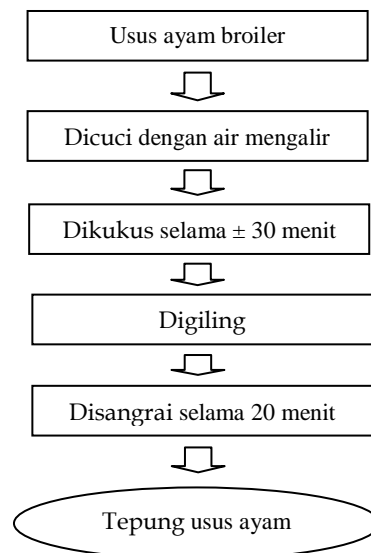 Usus ayam broiler
Dicuci dengan air mengalir
Dikukus selama ± 30 menit
Digiling
Disangrai selama 20 menit
Tepung usus ayam